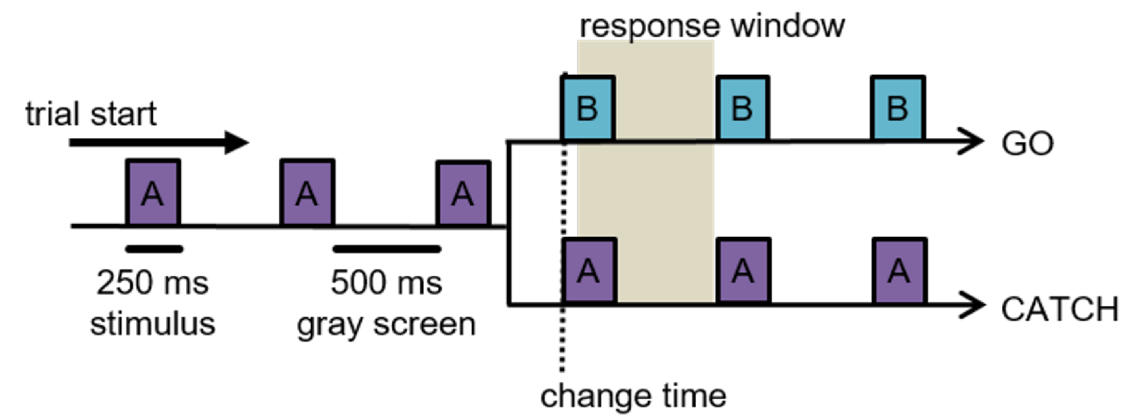 response window
trial start
B B B
GO
A A A
250 ms
stimulus
500 ms
gray screen
A A A
CATCH
change time